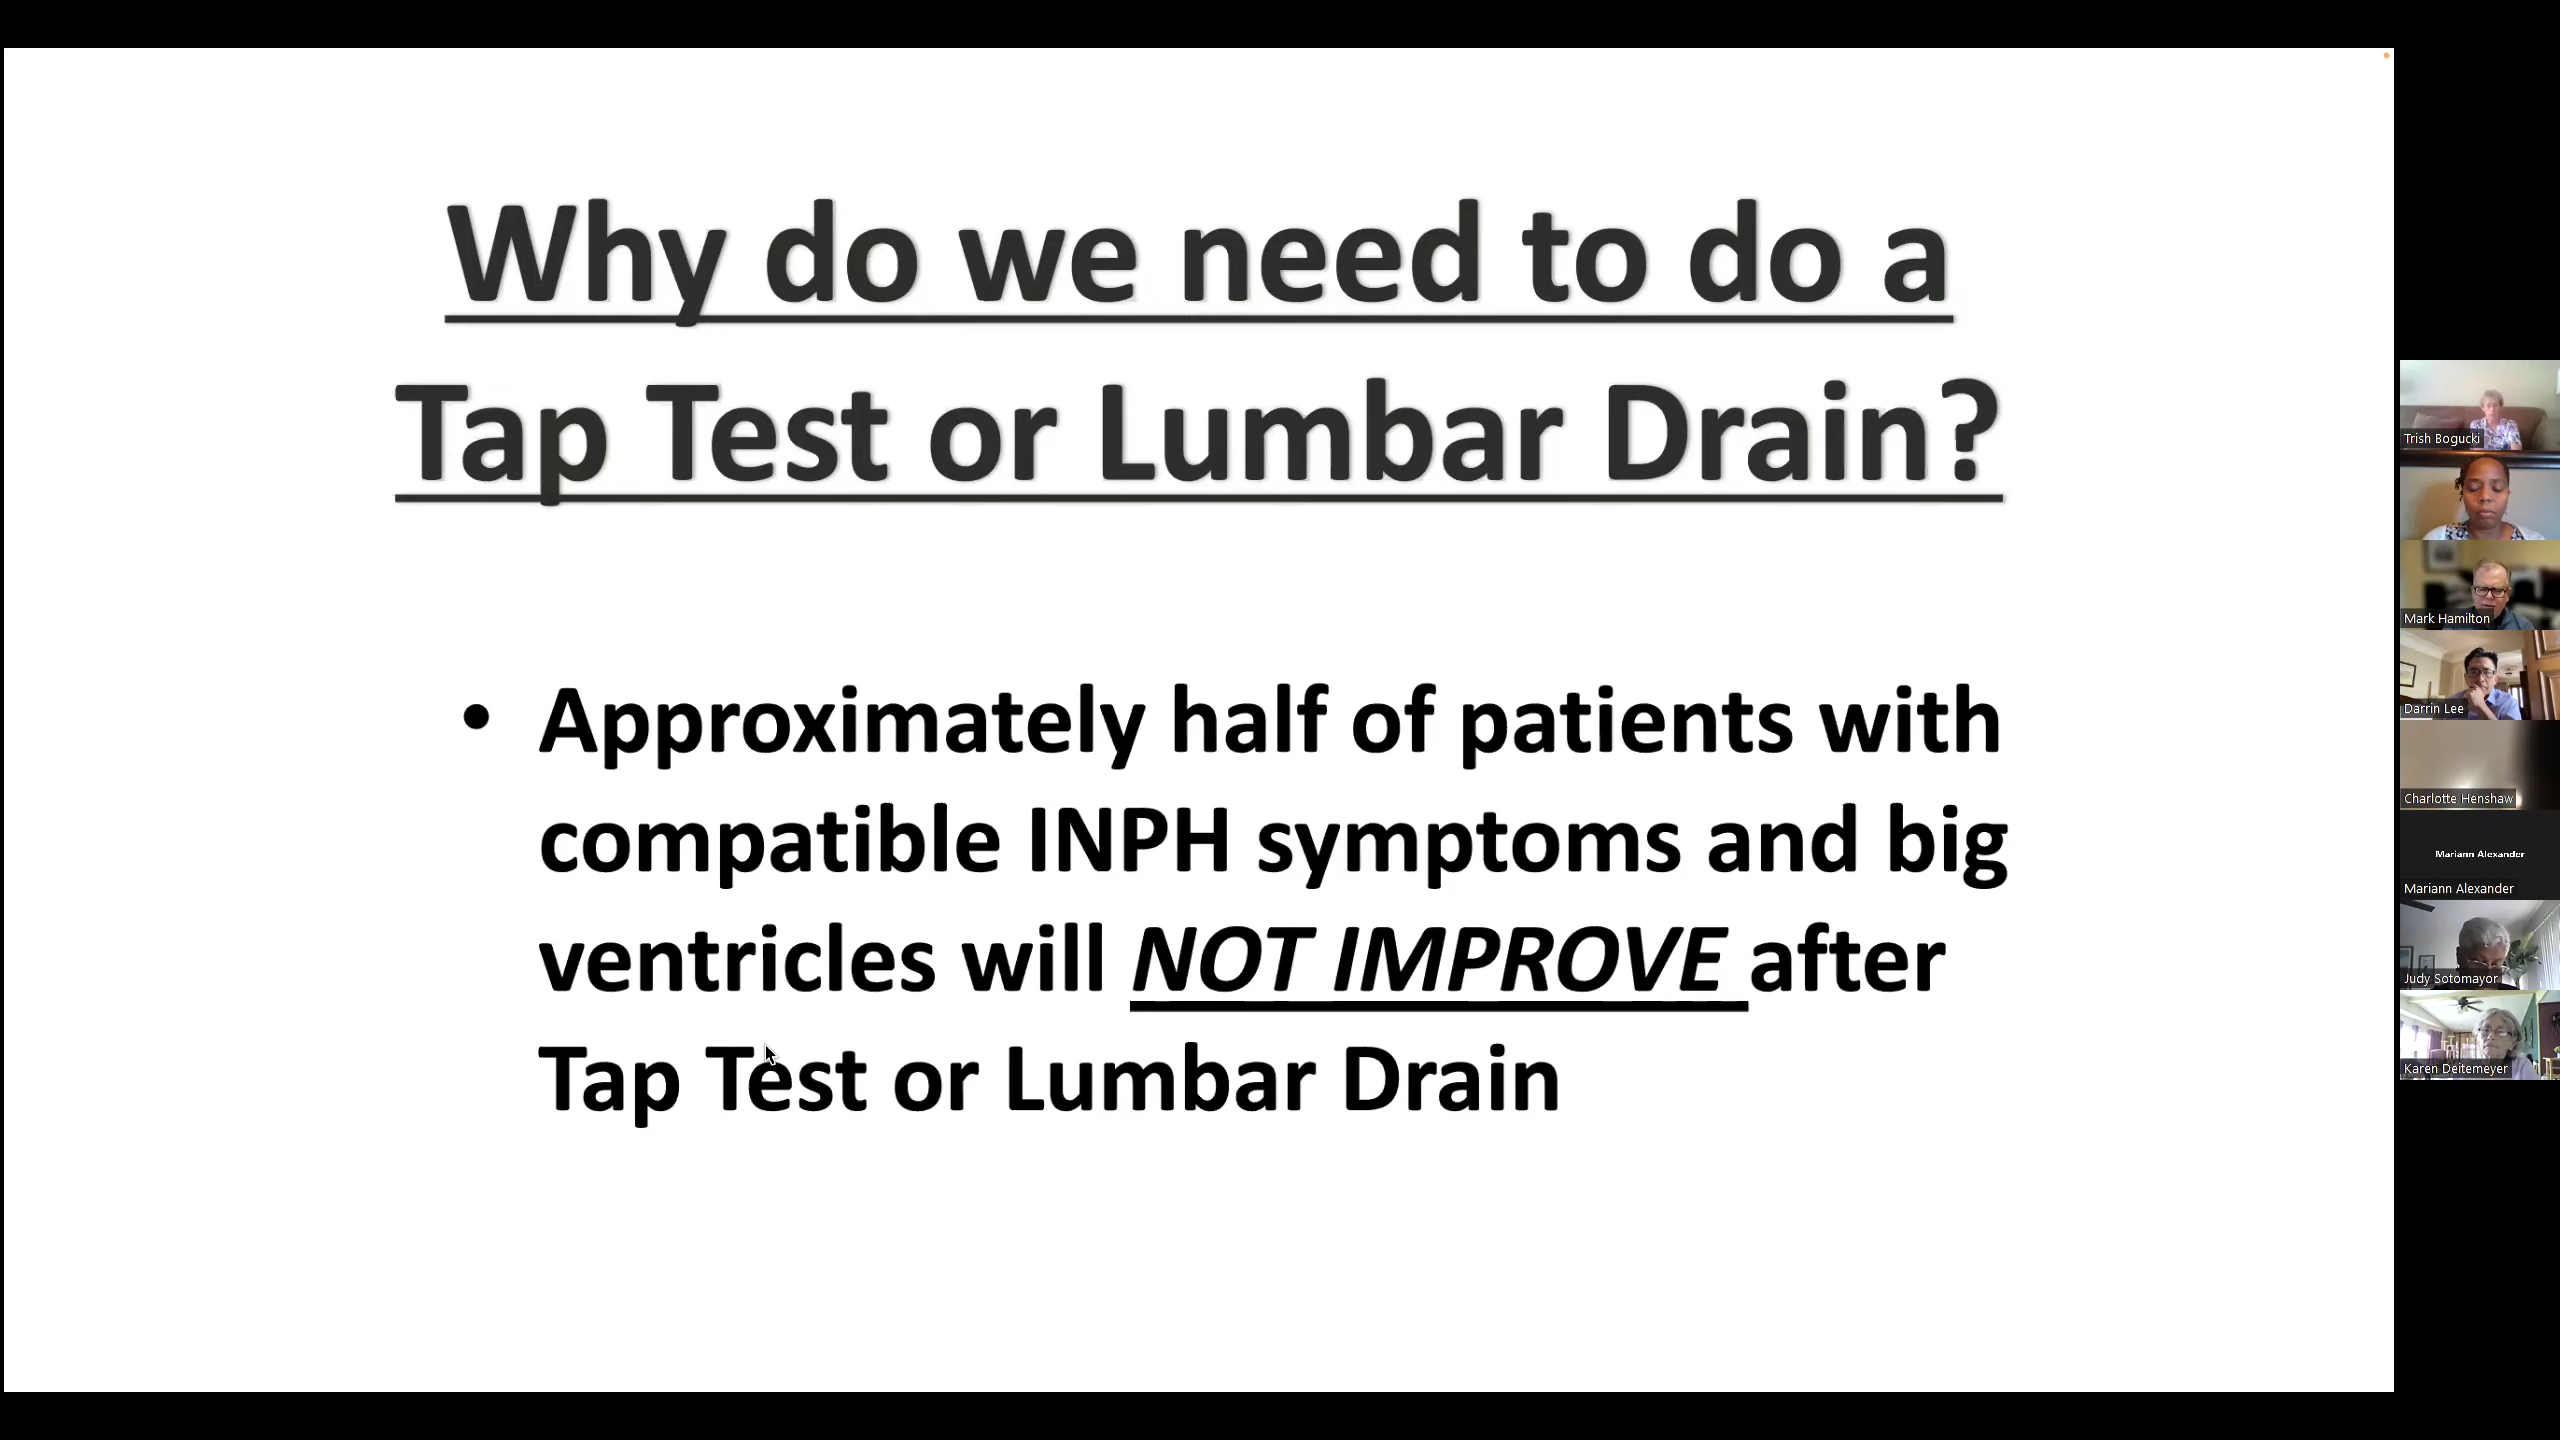 Why do we need to do a
Tap Test or Lumbar Drain?
• Approximately half of patients with
compatible INPH symptoms and big
ventricles will NOT IMPROVE after
Tap Test or Lumbar Drain
Trish Bogucki
Mark Hamilton
Darrin Lee
Charlotte Henshaw
Mariann Alexander
Mariann Alexander
Judy Sotomayor
Karen Deitemeyer